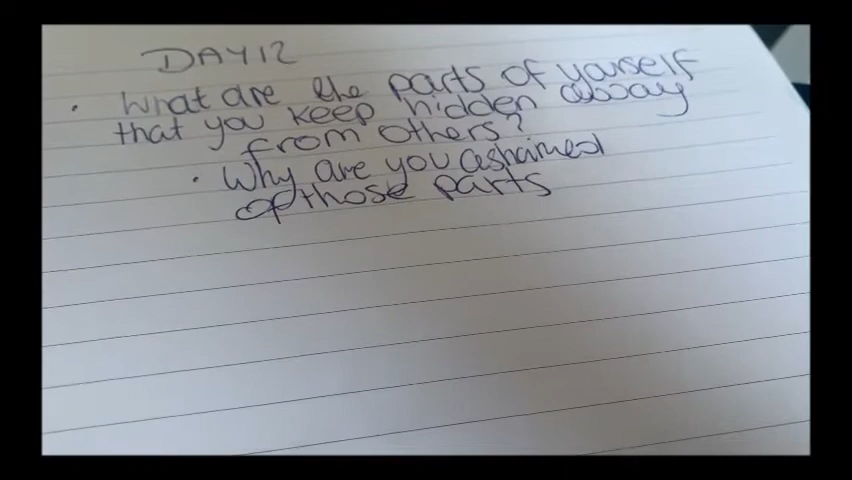 DAY12
• What are the parts of yourself
that you keep hidden away
from others?
• Why are you ashamed
of those parts